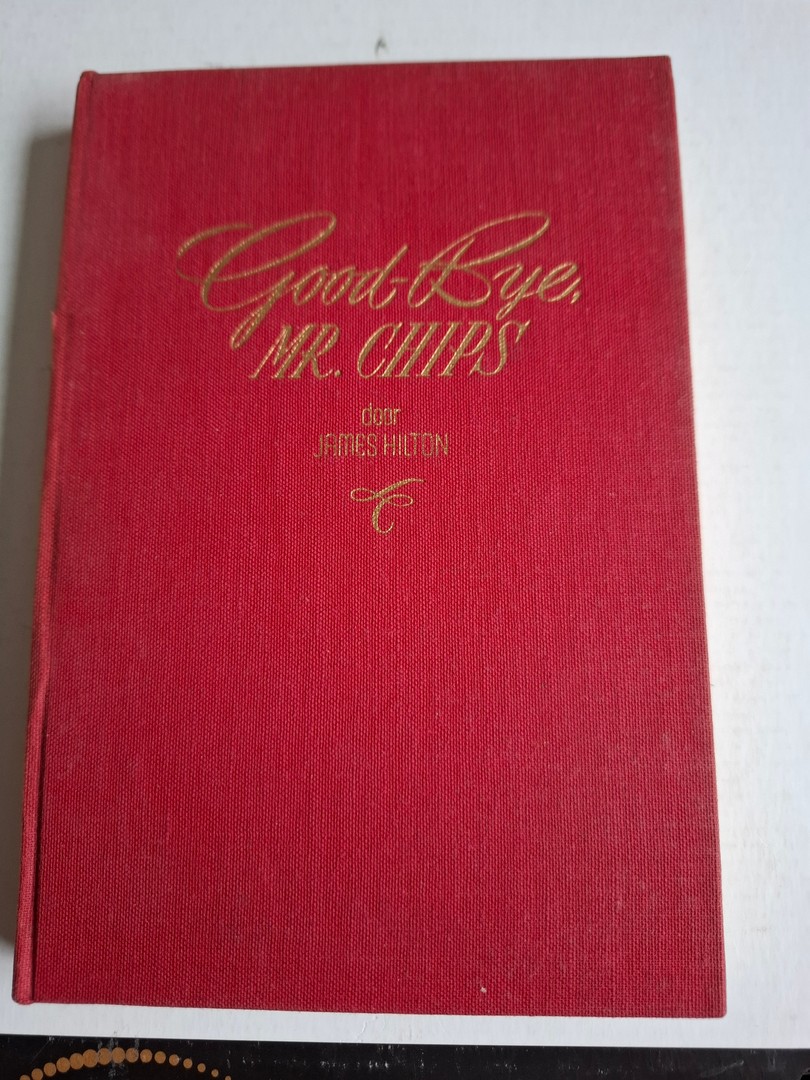 Good-Bye,
MR. CHIPS
door
JAMES HILTON